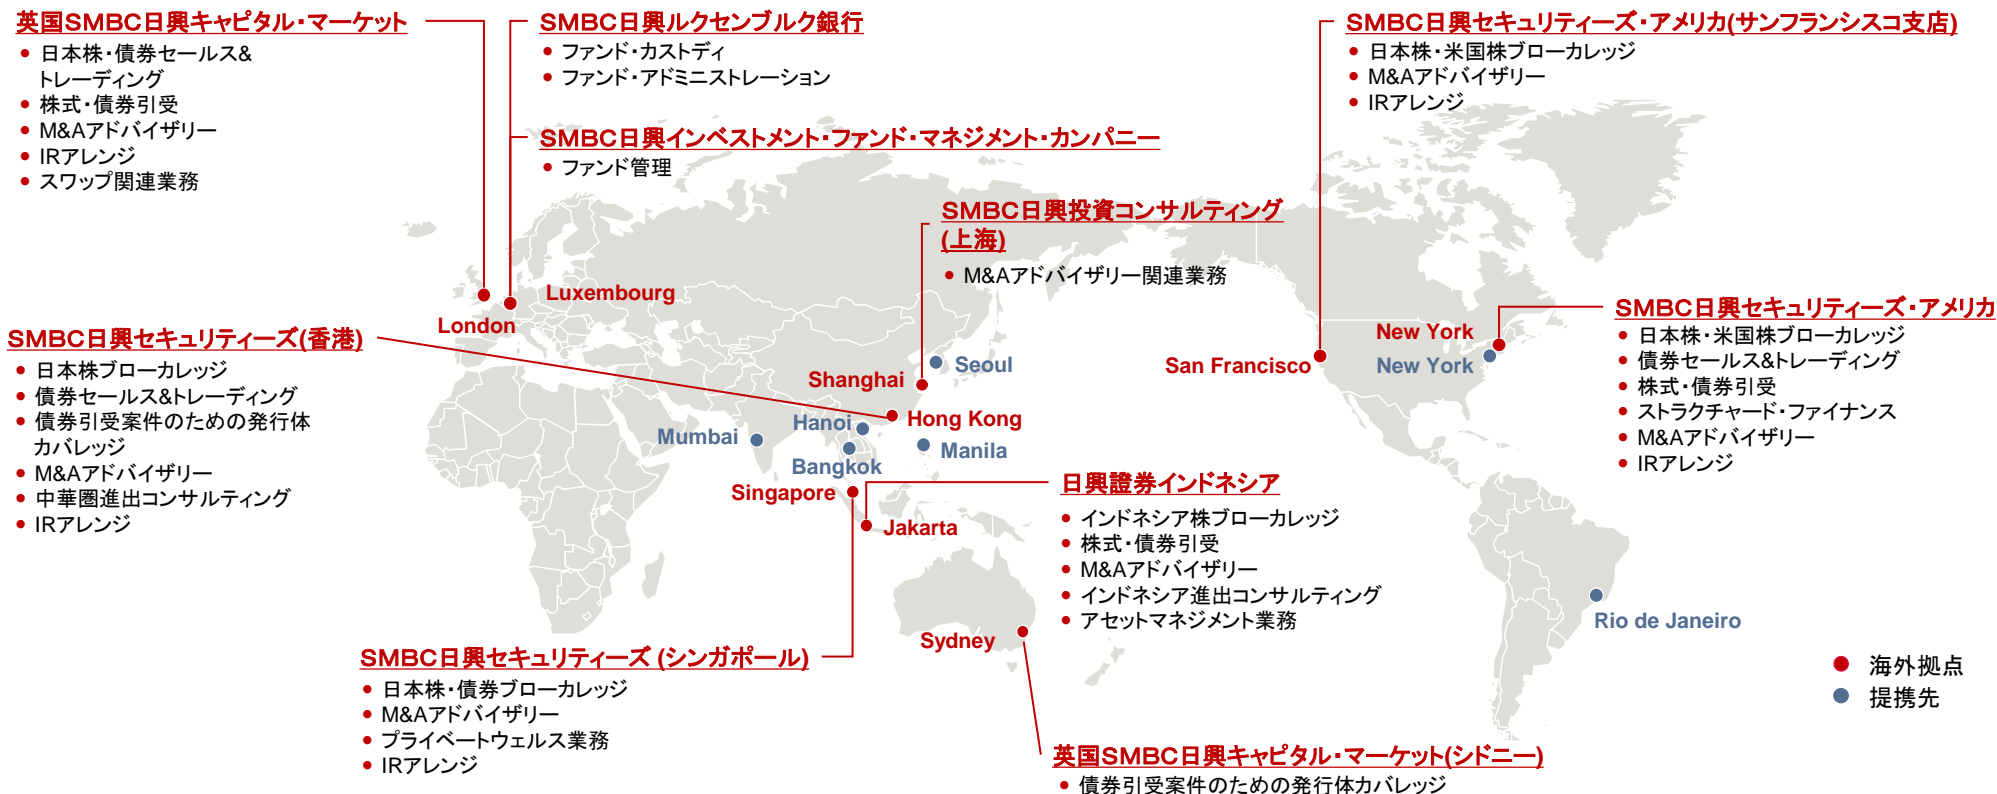 英国SMBC日興キャピタル・マーケット
● 日本株・債券セールス&
トレーディング
● 株式・債券引受
● M&Aアドバイザリー
● IRアレンジ
● スワップ関連業務
SMBC日興ルクセンブルク銀行
● ファンド・カストディ
● ファンド・アドミニストレーション
SMBC日興インベストメント・ファンド・マネジメント・カンパニー
● ファンド管理
SMBC日興投資コンサルティング
(上海)
● M&Aアドバイザリー関連業務
SMBC日興セキュリティーズ・アメリカ(サンフランシスコ支店)
● 日本株・米国株ブローカレッジ
● M&Aアドバイザリー
● IRアレンジ
SMBC日興セキュリティーズ・アメリカ
● 日本株・米国株ブローカレッジ
● 債券セールス&トレーディング
● 株式・債券引受
● ストラクチャード・ファイナンス
● M&Aアドバイザリー
● IRアレンジ
SMBC日興セキュリティーズ(香港)
● 日本株ブローカレッジ
● 債券セールス&トレーディング
● 債券引受案件のための発行体
カバレッジ
● M&Aアドバイザリー
● 中華圏進出コンサルティング
● IRアレンジ
Luxembourg
London
Seoul
Shanghai
Hong Kong
Hanoi
Mumbai
Manila
Bangkok
Singapore
Jakarta
Sydney
San Francisco
New York
New York
Rio de Janeiro
日興證券インドネシア
● インドネシア株ブローカレッジ
● 株式・債券引受
● M&Aアドバイザリー
● インドネシア進出コンサルティング
● アセットマネジメント業務
SMBC日興セキュリティーズ (シンガポール)
● 日本株・債券ブローカレッジ
● M&Aアドバイザリー
● プライベートウェルス業務
● IRアレンジ
英国SMBC日興キャピタル・マーケット(シドニー)
● 債券引受案件のための発行体カバレッジ
● 海外拠点
● 提携先